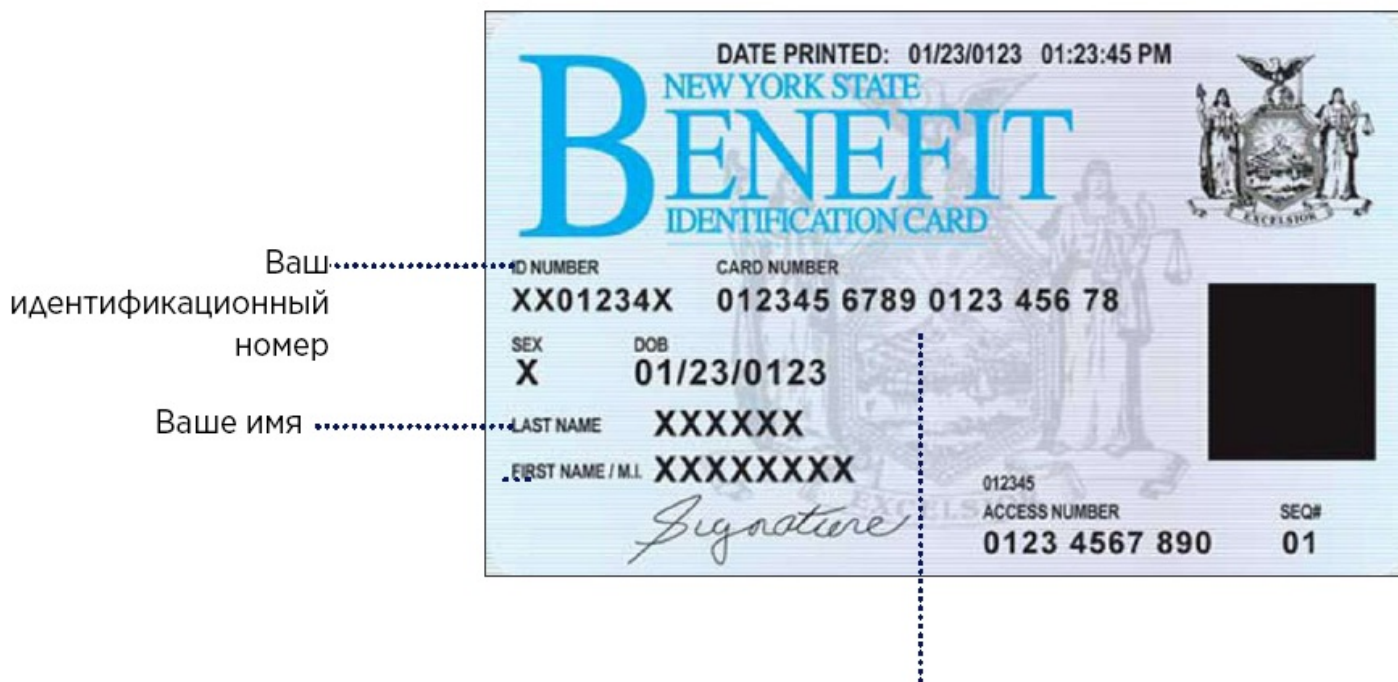 DATE PRINTED: 01/23/0123 01:23:45 PM
NEW YORK STATE
BENEFIT
IDENTIFICATION CARD
EXCELSIOR
Ваш
идентификационный
номер
ID NUMBER CARD NUMBER
XX01234X 012345 6789 0123 456 78
SEX DOB
X 01/23/0123
Ваше имя
LAST NAME XXXXXX
FIRST NAME / M.I. XXXXXXXX
Signature
EXCELSIOR
012345
ACCESS NUMBER SEQ#
0123 4567 890 01